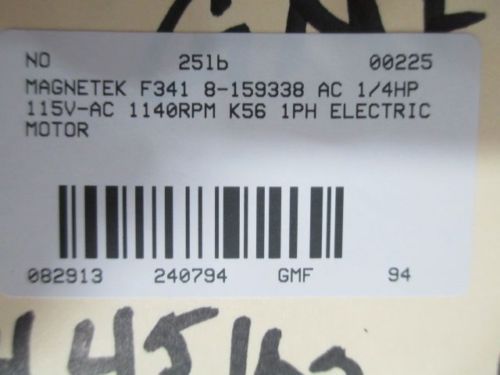 NO 25lb 00225
MAGNETEK F341 8-159338 AC 1/4HP
115V-AC 1140RPM K56 1PH ELECTRIC
MOTOR
082913 240794 GMF 94